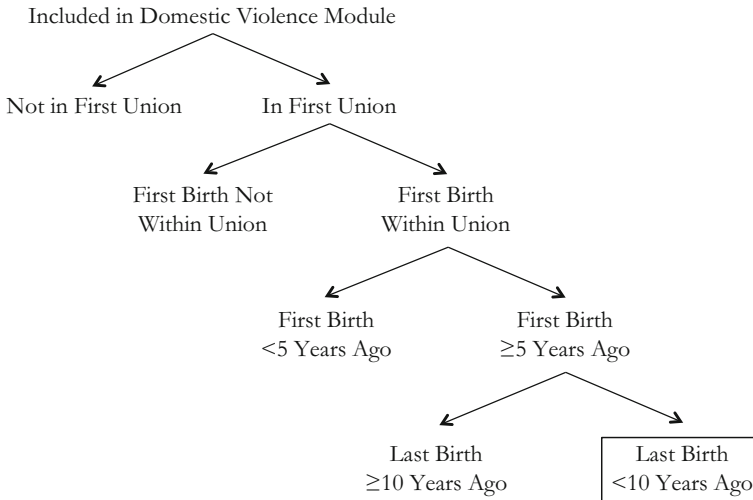 Included in Domestic Violence Module
Not in First Union
In First Union
First Birth Not
Within Union
First Birth
Within Union
First Birth
<5 Years Ago
First Birth
≥5 Years Ago
Last Birth
≥10 Years Ago
Last Birth
<10 Years Ago